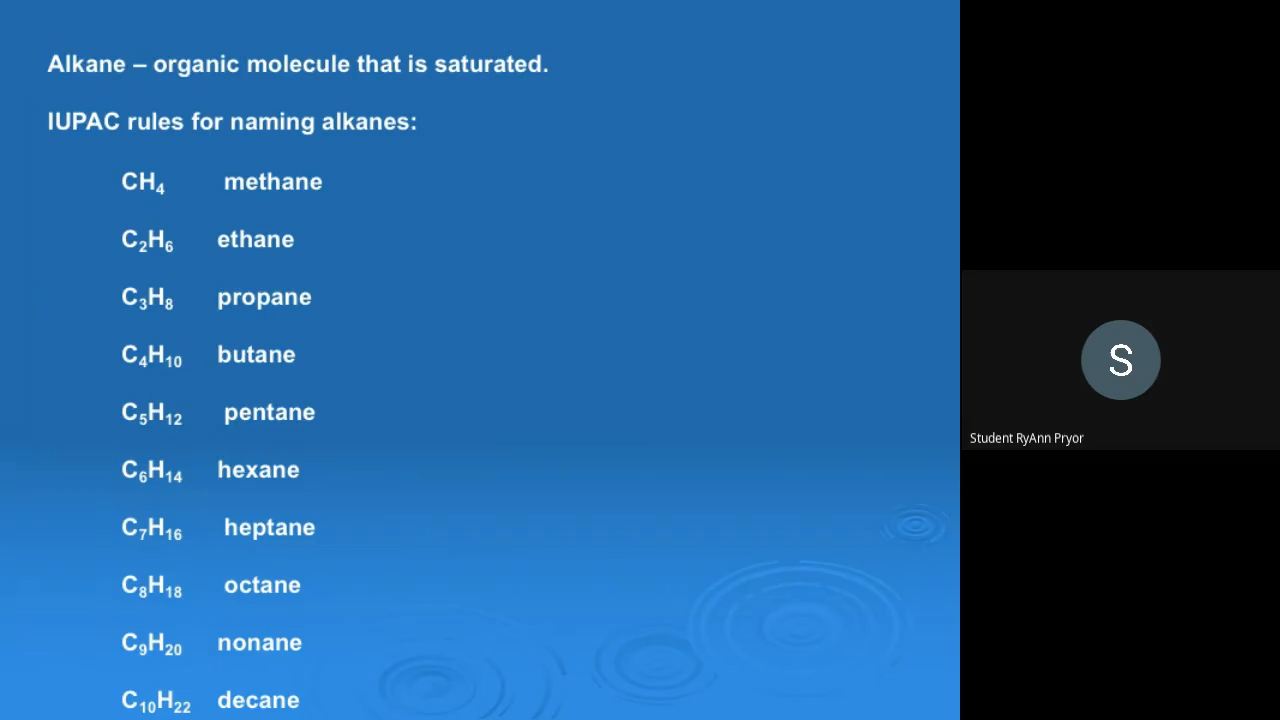 Alkane – organic molecule that is saturated.
IUPAC rules for naming alkanes:
CH₄ methane
C₂H₆ ethane
C₃H₈ propane
C₄H₁₀ butane
C₅H₁₂ pentane
C₆H₁₄ hexane
C₇H₁₆ heptane
C₈H₁₈ octane
C₉H₂₀ nonane
C₁₀H₂₂ decane
S
Student RyAnn Pryor